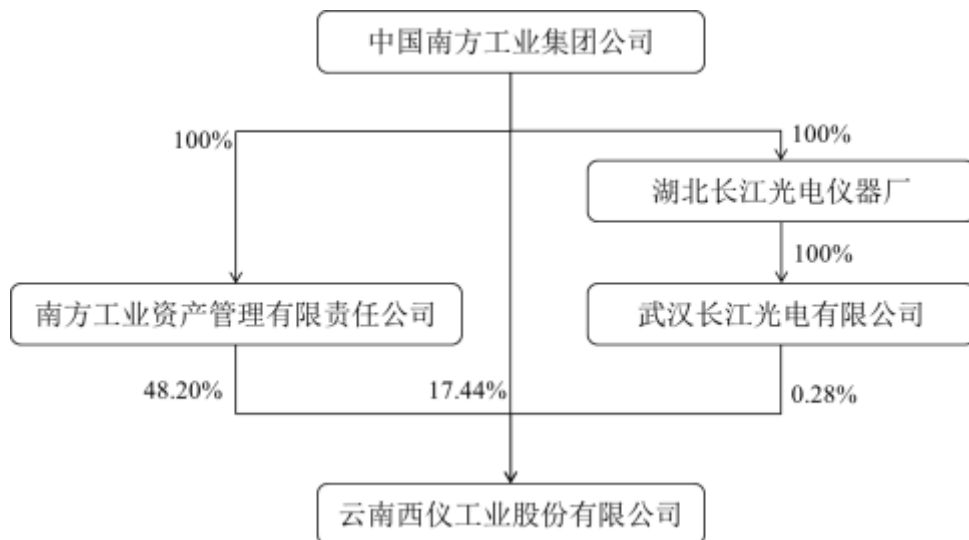 中国南方工业集团公司
100%
100%
湖北长江光电仪器厂
100%
南方工业资产管理有限责任公司
武汉长江光电有限公司
48.20%
17.44%
0.28%
云南西仪工业股份有限公司